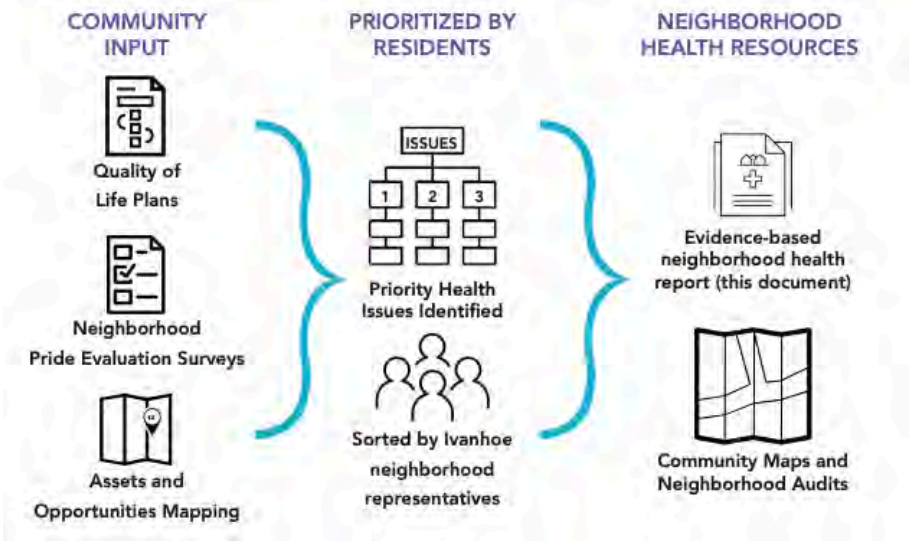 COMMUNITY
INPUT
Quality of
Life Plans
Neighborhood
Pride Evaluation Surveys
Assets and
Opportunities Mapping
PRIORITIZED BY
RESIDENTS
ISSUES
1 2 3
Priority Health
Issues Identified
Sorted by Ivanhoe
neighborhood
representatives
NEIGHBORHOOD
HEALTH RESOURCES
Evidence-based
neighborhood health
report (this document)
Community Maps and
Neighborhood Audits